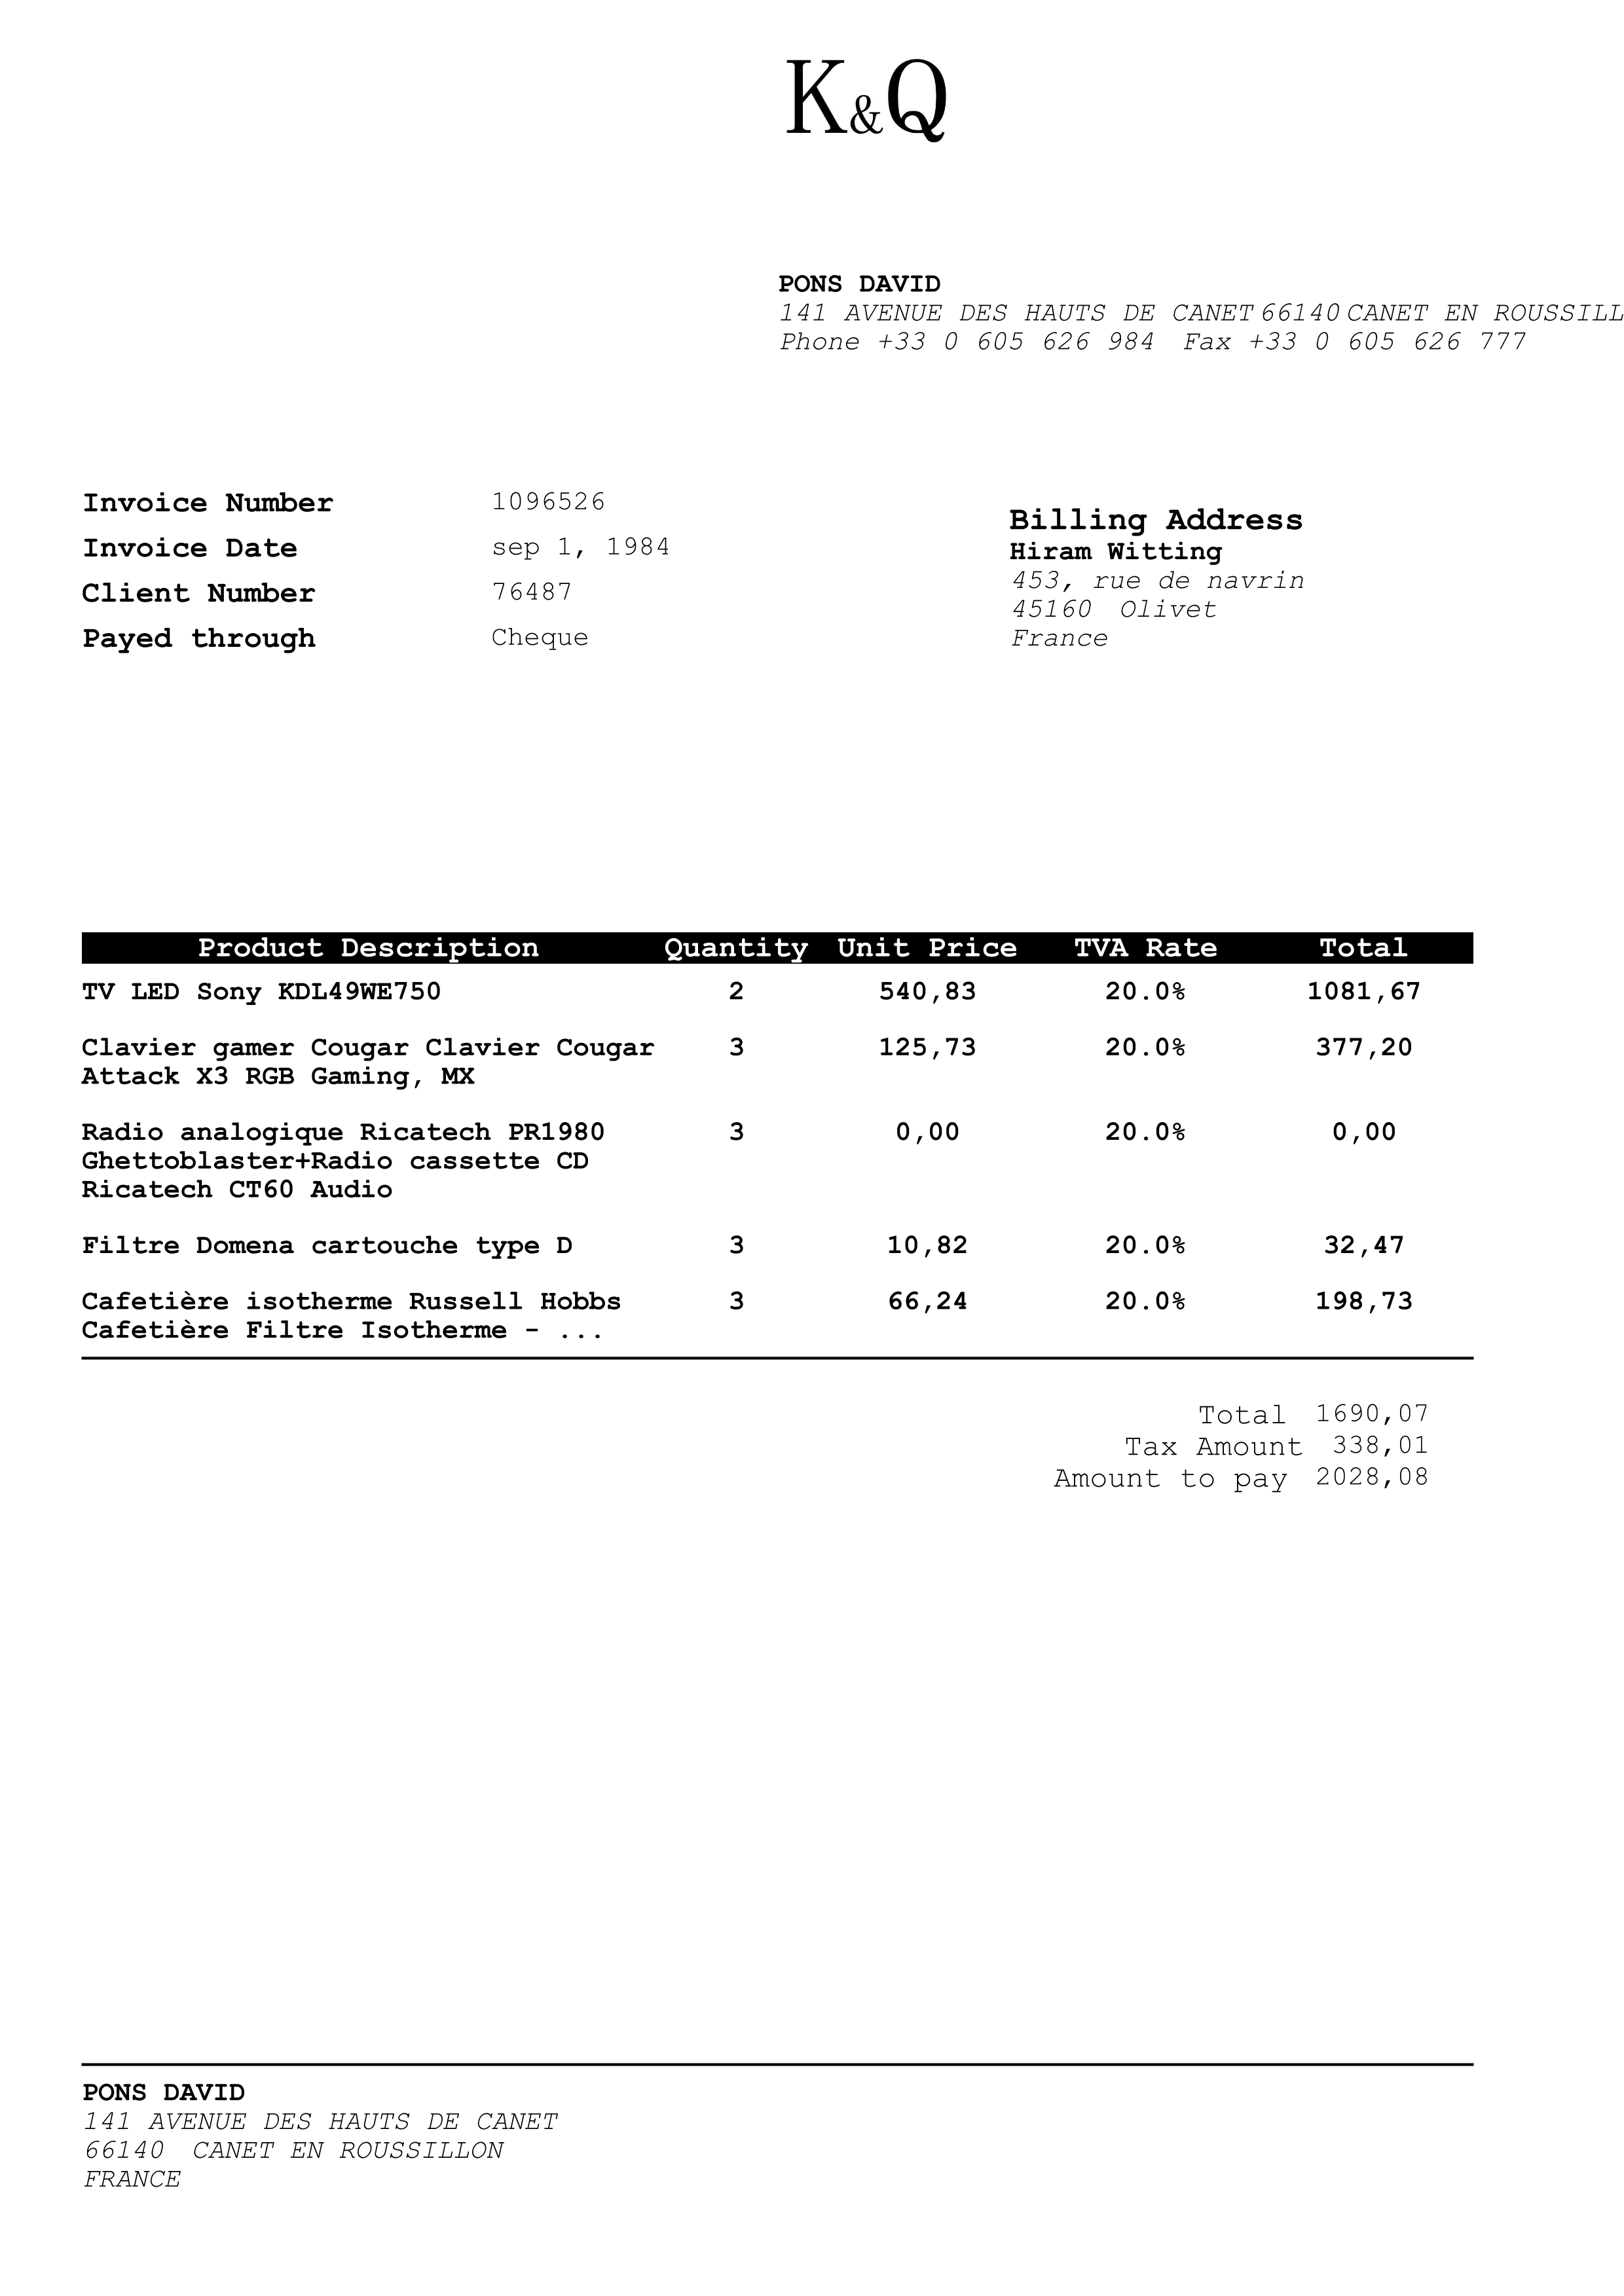 K&Q
PONS DAVID
141 AVENUE DES HAUTS DE CANET 66140 CANET EN ROUSSILL
Phone +33 0 605 626 984 Fax +33 0 605 626 777
Invoice Number 1096526
Invoice Date sep 1, 1984
Client Number 76487
Payed through Cheque
Billing Address
Hiram Witting
453, rue de navrin
45160 Olivet
France
Product Description Quantity Unit Price TVA Rate Total
TV LED Sony KDL49WE750 2 540,83 20.0% 1081,67
Clavier gamer Cougar Clavier Cougar 3 125,73 20.0% 377,20
Attack X3 RGB Gaming, MX
Radio analogique Ricatech PR1980 3 0,00 20.0% 0,00
Ghettoblaster+Radio cassette CD
Ricatech CT60 Audio
Filtre Domena cartouche type D 3 10,82 20.0% 32,47
Cafetière isotherme Russell Hobbs 3 66,24 20.0% 198,73
Cafetière Filtre Isotherme - ...
Total 1690,07
Tax Amount 338,01
Amount to pay 2028,08
PONS DAVID
141 AVENUE DES HAUTS DE CANET
66140 CANET EN ROUSSILLON
FRANCE